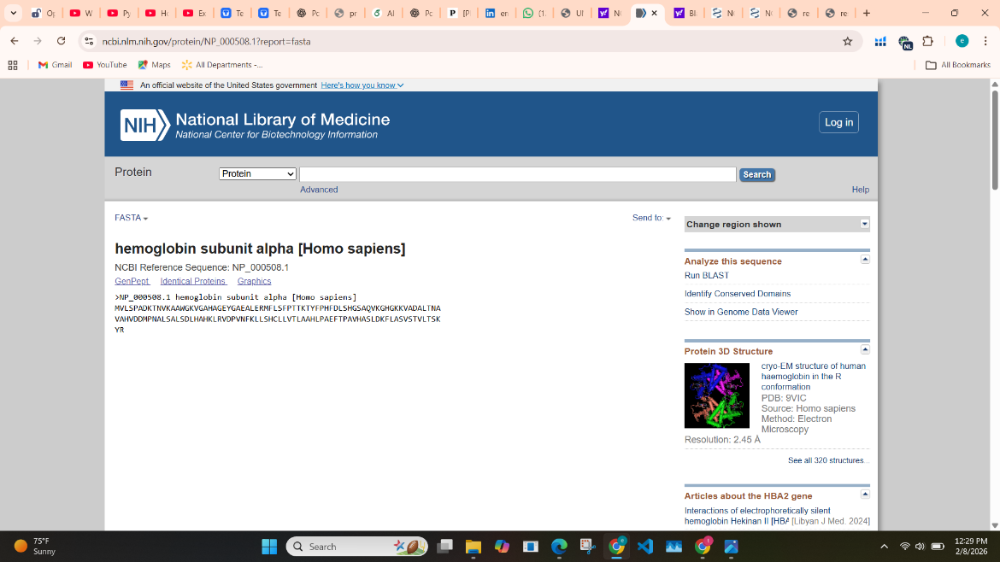 Op
W
Py
Ho
Ex
Te
Te
Po
pr
Al
Po
[P
en
(1
Ul
N
Bl
N
N
re
re
ncbi.nlm.nih.gov/protein/NP_000508.1?report=fasta
NL
e
Gmail
YouTube
Maps
All Departments -...
All Bookmarks
An official website of the United States government Here's how you know
NIH National Library of Medicine
National Center for Biotechnology Information
Log in
Protein
Protein
Search
Advanced
Help
FASTA
Send to:
hemoglobin subunit alpha [Homo sapiens]
NCBI Reference Sequence: NP_000508.1
GenPept Identical Proteins Graphics
>NP_000508.1 hemoglobin subunit alpha [Homo sapiens]
MVLSPADKTNVKAAWGKVGAHAGEYGAEALERMFLSFPTTKTYFPHFDLSHGSAQVKGHGKKVADALTNA
VAHVDDMPNALSALSDLHAHKLRVDPVNFKLLSHCLLVTLAAHLPAEFTPAVHASLDKFLASVSTVLTSK
YR
Change region shown
Analyze this sequence
Run BLAST
Identify Conserved Domains
Show in Genome Data Viewer
Protein 3D Structure
cryo-EM structure of human
haemoglobin in the R
conformation
PDB: 9VIC
Source: Homo sapiens
Method: Electron
Microscopy
Resolution: 2.45 Å
See all 320 structures...
Articles about the HBA2 gene
Interactions of electrophoretically silent
hemoglobin Hekinan II [HBA [Libyan J Med. 2024]
75°F
Sunny
Search
12:29 PM
2/8/2026